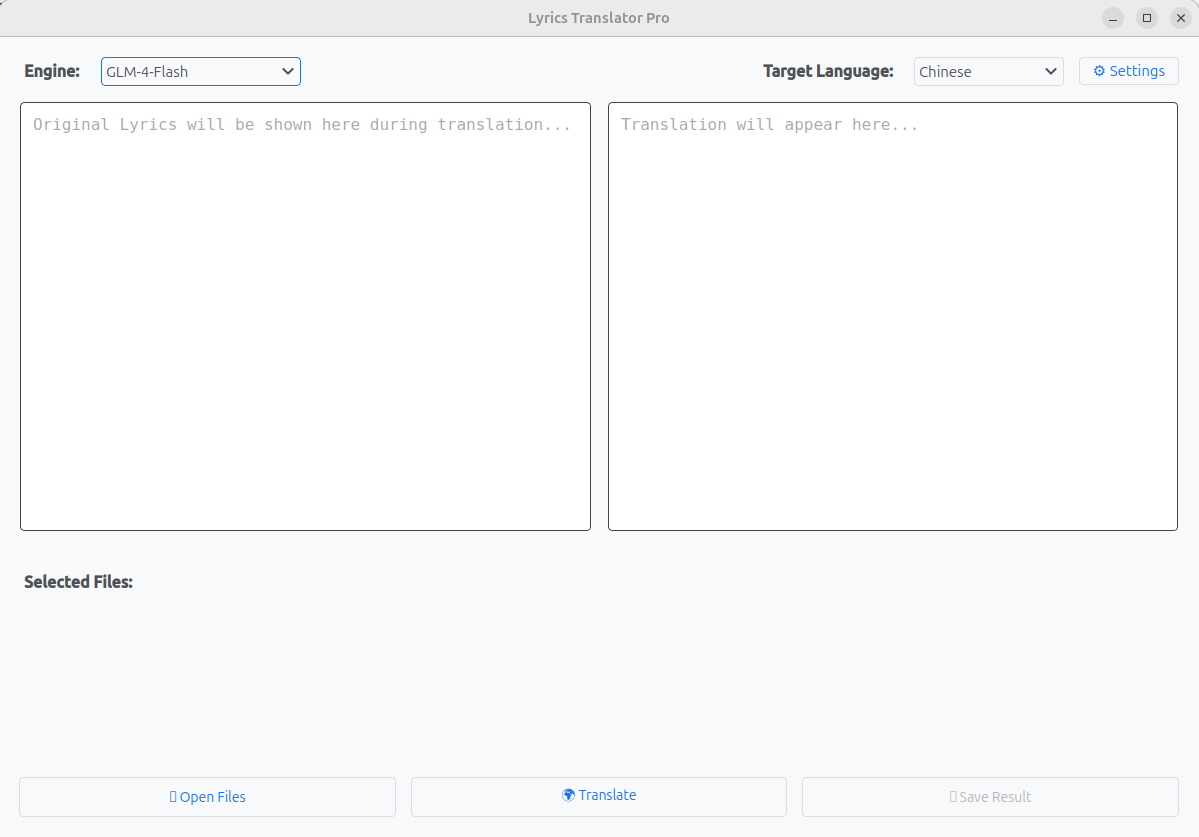 Lyrics Translator Pro
Engine: GLM-4-Flash Target Language: Chinese ⚙ Settings
Original Lyrics will be shown here during translation...
Translation will appear here...
Selected Files:
Open Files
🌍 Translate
Save Result